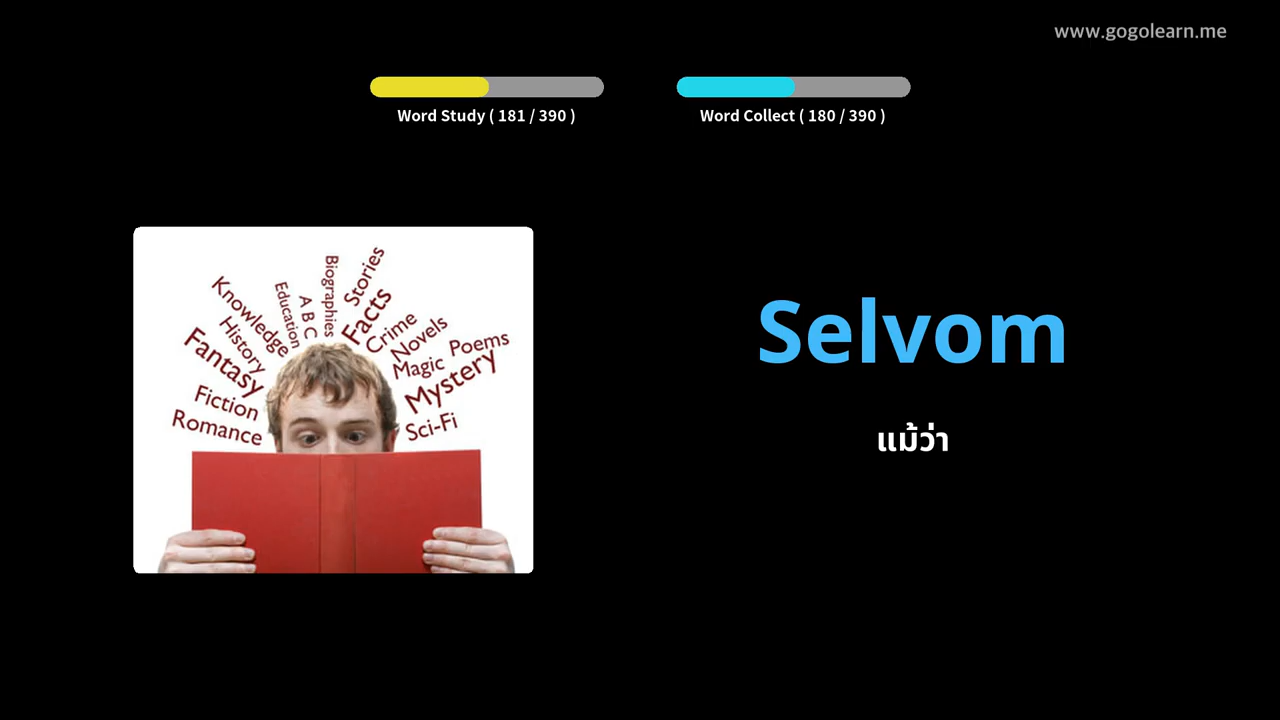 www.gogolearn.me
Word Study ( 181 / 390 )
Word Collect ( 180 / 390 )
Biographies
Stories
Education
A B C
Facts
Knowledge
Crime
History
Novels
Fantasy
Magic
Poems
Mystery
Fiction
Romance
Sci-Fi
Selvom
แม้ว่า